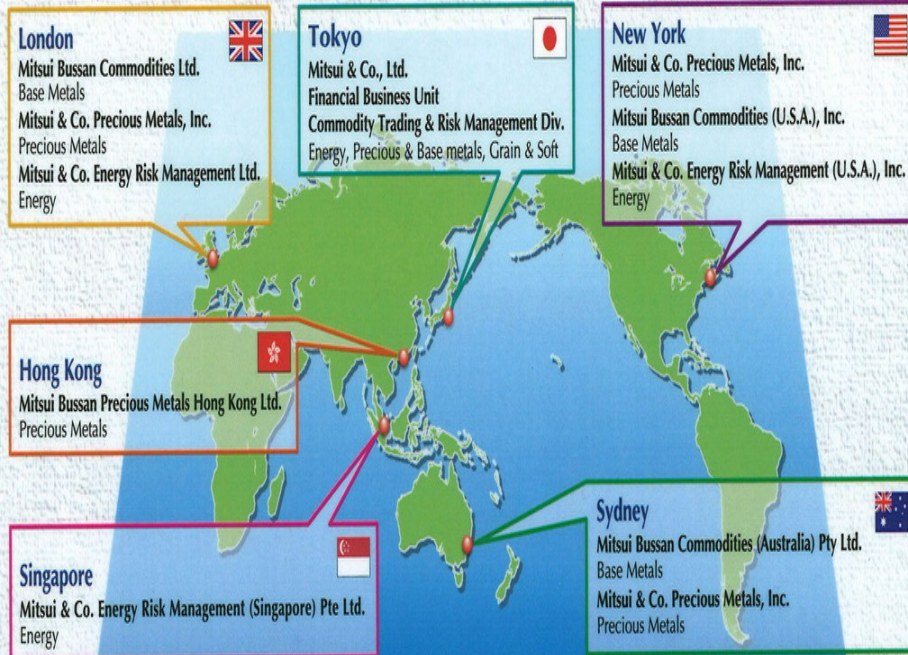 London
Mitsui Bussan Commodities Ltd.
Base Metals
Mitsui & Co. Precious Metals, Inc.
Precious Metals
Mitsui & Co. Energy Risk Management Ltd.
Energy
Tokyo
Mitsui & Co., Ltd.
Financial Business Unit
Commodity Trading & Risk Management Div.
Energy, Precious & Base metals, Grain & Soft
New York
Mitsui & Co. Precious Metals, Inc.
Precious Metals
Mitsui Bussan Commodities (U.S.A.), Inc.
Base Metals
Mitsui & Co. Energy Risk Management (U.S.A.), Inc.
Energy
Hong Kong
Mitsui Bussan Precious Metals Hong Kong Ltd.
Precious Metals
Singapore
Mitsui & Co. Energy Risk Management (Singapore) Pte Ltd.
Energy
Sydney
Mitsui Bussan Commodities (Australia) Pty Ltd.
Base Metals
Mitsui & Co. Precious Metals, Inc.
Precious Metals